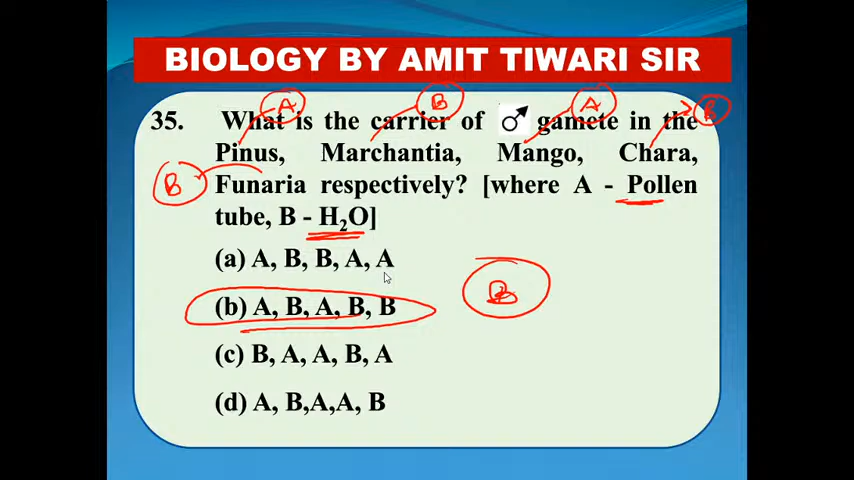 BIOLOGY BY AMIT TIWARI SIR
A B A B
35. What is the carrier of ♂ gamete in the
Pinus, Marchantia, Mango, Chara,
B
Funaria respectively? [where A - Pollen
tube, B - H₂O]
(a) A, B, B, A, A
(b) A, B, A, B, B
B
(c) B, A, A, B, A
(d) A, B,A,A, B